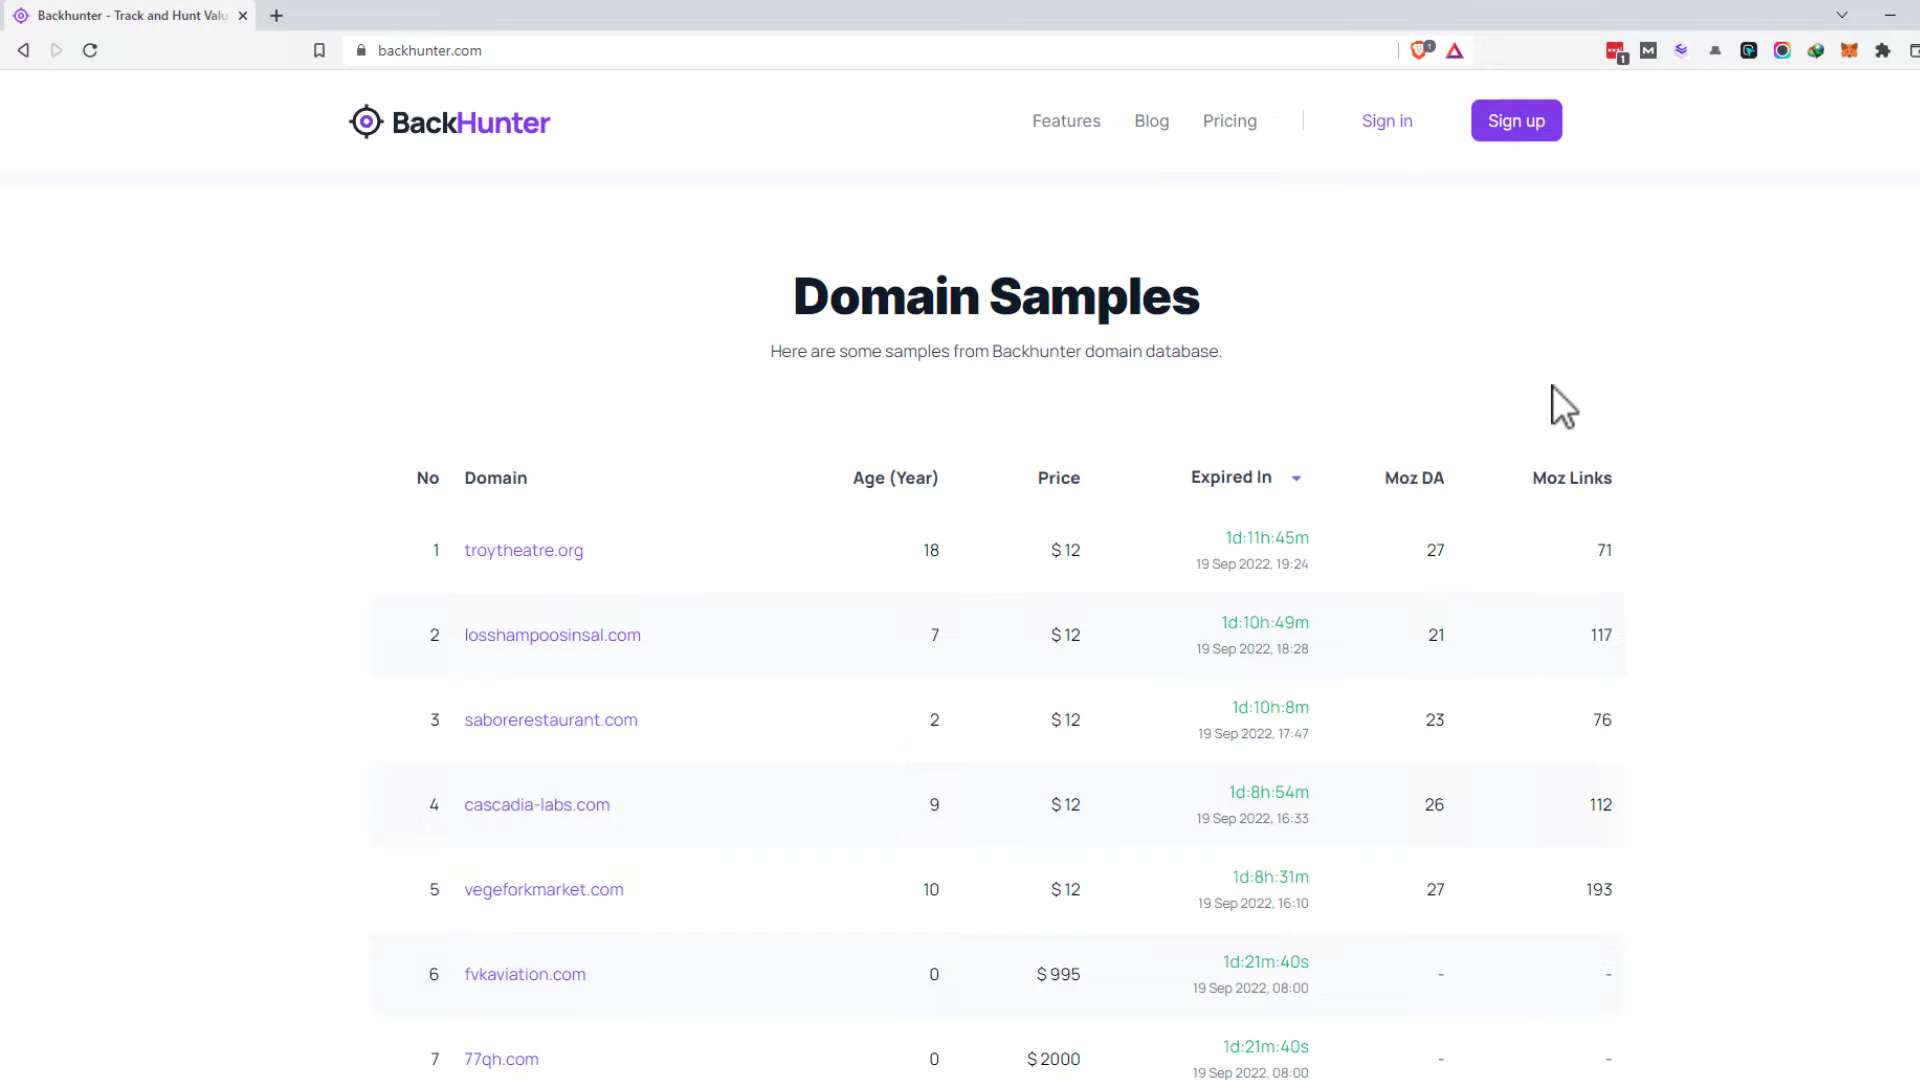 Backhunter - Track and Hunt Valu
backhunter.com
1
1
BackHunter
Features Blog Pricing Sign in Sign up
Domain Samples
Here are some samples from Backhunter domain database.
No Domain Age (Year) Price Expired In Moz DA Moz Links
1 troytheatre.org 18 $ 12 1d:11h:45m 27 71
19 Sep 2022, 19:24
2 losshampoosinsal.com 7 $ 12 1d:10h:49m 21 117
19 Sep 2022, 18:28
3 saborerestaurant.com 2 $ 12 1d:10h:8m 23 76
19 Sep 2022, 17:47
4 cascadia-labs.com 9 $ 12 1d:8h:54m 26 112
19 Sep 2022, 16:33
5 vegeforkmarket.com 10 $ 12 1d:8h:31m 27 193
19 Sep 2022, 16:10
6 fvkaviation.com 0 $ 995 1d:21m:40s - -
19 Sep 2022, 08:00
7 77qh.com 0 $ 2000 1d:21m:40s - -
19 Sep 2022, 08:00